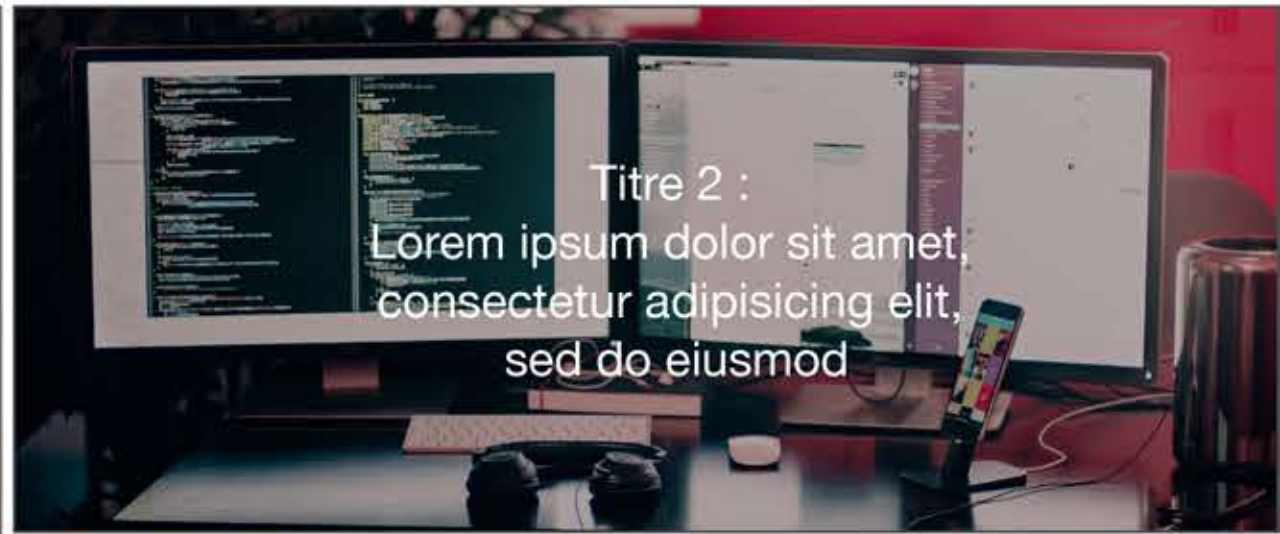 Titre 2 :
Lorem ipsum dolor sit amet,
consectetur adipisicing elit,
sed do eiusmod